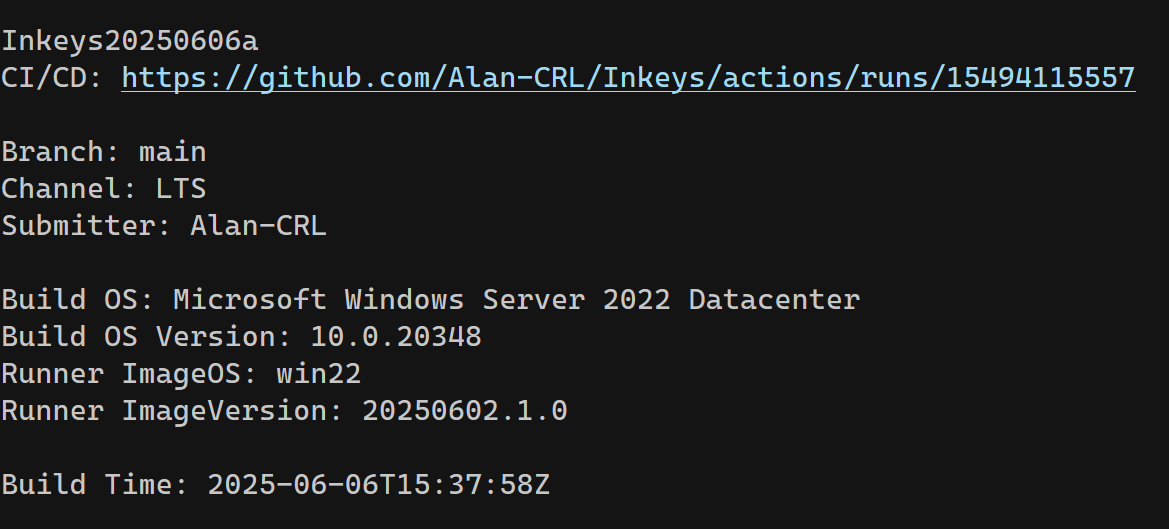 Inkeys20250606a
CI/CD: https://github.com/Alan-CRL/Inkeys/actions/runs/15494115557
Branch: main
Channel: LTS
Submitter: Alan-CRL
Build OS: Microsoft Windows Server 2022 Datacenter
Build OS Version: 10.0.20348
Runner ImageOS: win22
Runner ImageVersion: 20250602.1.0
Build Time: 2025-06-06T15:37:58Z